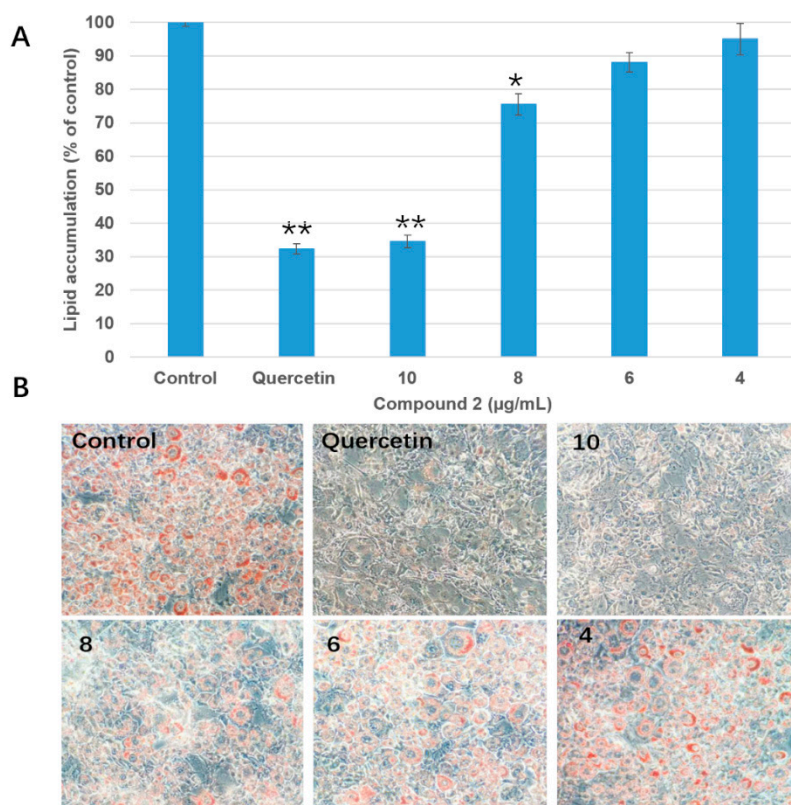 A
Lipid accumulation (% of control)
100
90
80
70
60
50
40
30
20
10
0
**
**
*
Control Quercetin 10 8 6 4
Compound 2 (µg/mL)
B
Control Quercetin 10
8 6 4